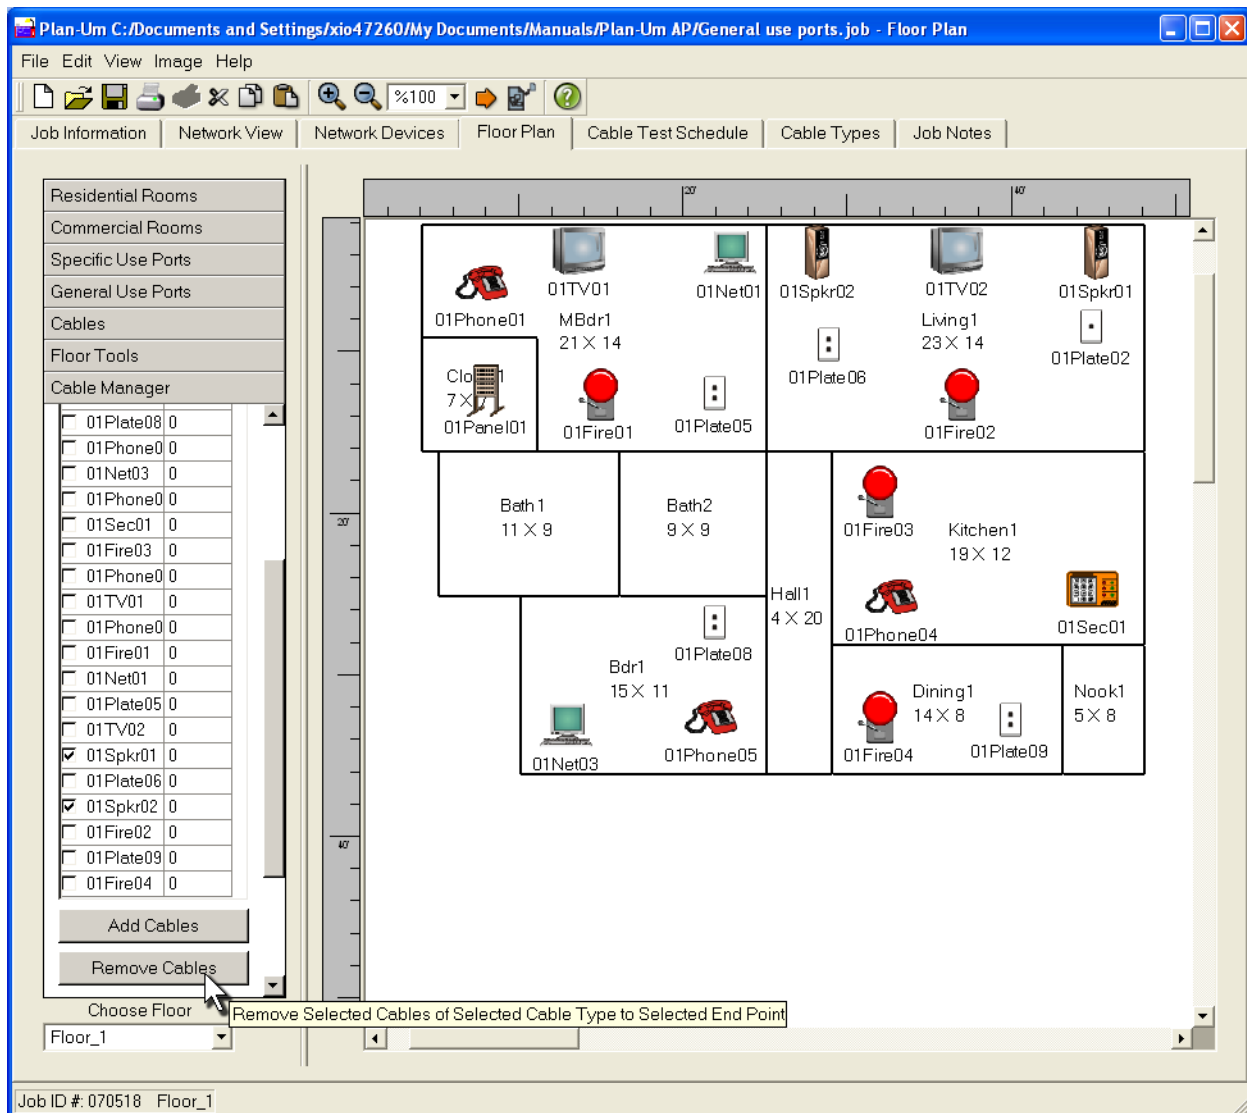 Plan-Um C:/Documents and Settings/xio47260/My Documents/Manuals/Plan-Um AP/General use ports.job - Floor Plan
File Edit View Image Help
%100
Job Information Network View Network Devices Floor Plan Cable Test Schedule Cable Types Job Notes
Residential Rooms
Commercial Rooms
Specific Use Ports
General Use Ports
Cables
Floor Tools
Cable Manager
01Plate08 0
01Phone0 0
01Net03 0
01Phone0 0
01Sec01 0
01Fire03 0
01Phone0 0
01TV01 0
01Phone0 0
01Fire01 0
01Net01 0
01Plate05 0
01TV02 0
01Spkr01 0
01Plate06 0
01Spkr02 0
01Fire02 0
01Plate09 0
01Fire04 0
Add Cables
Remove Cables
Choose Floor
Floor_1
Remove Selected Cables of Selected Cable Type to Selected End Point
20' 40'
20'
40'
01TV01 01Net01 01Spkr02 01TV02 01Spkr01
01Phone01 MBdr1 Living1
21 X 14 23 X 14
01Plate06 01Plate02
7 X
01Panel01 01Fire01 01Plate05 01Fire02
Bath1 Bath2
11 X 9 9 X 9
01Fire03 Kitchen1
19 X 12
Hall1
4 X 20
01Phone04 01Sec01
Bdr1 01Plate08
15 X 11
Dining1 Nook1
14 X 8 5 X 8
01Net03 01Phone05 01Fire04 01Plate09
Job ID #: 070518 Floor_1